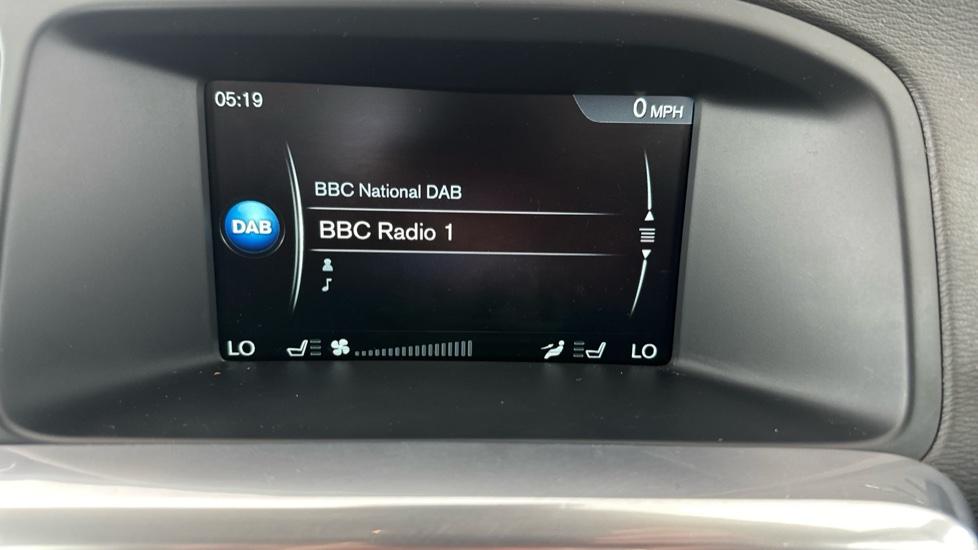 05:19
0 MPH
BBC National DAB
DAB
BBC Radio 1
LO
LO